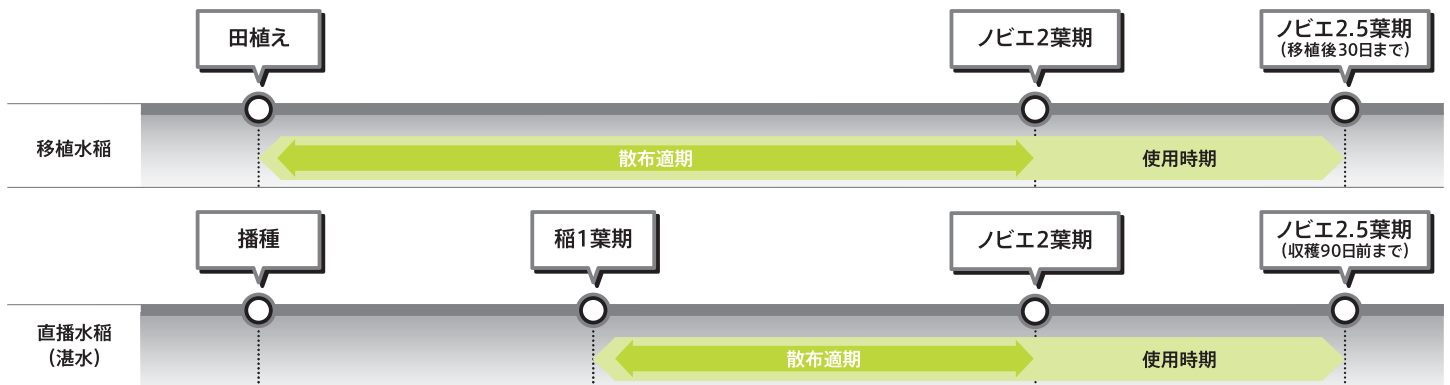 田植え
ノビエ2葉期
ノビエ2.5葉期
(移植後30日まで)
移植水稲
散布適期
使用時期
播種
稲1葉期
ノビエ2葉期
ノビエ2.5葉期
(収穫90日前まで)
直播水稲
(湛水)
散布適期
使用時期